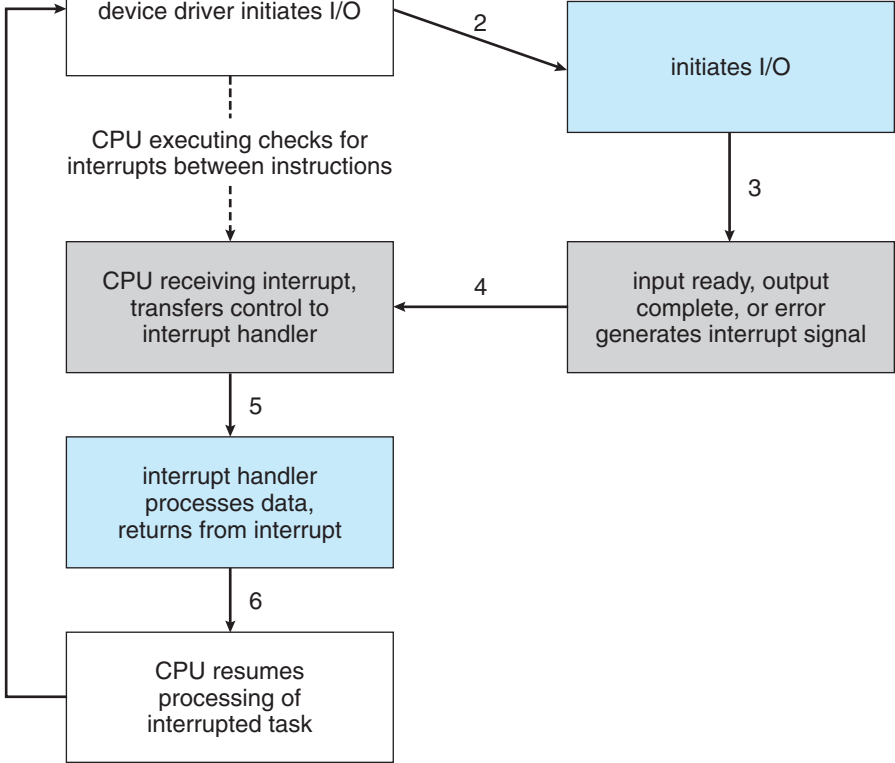 device driver initiates I/O
2
initiates I/O
CPU executing checks for
interrupts between instructions
3
CPU receiving interrupt,
transfers control to
interrupt handler
4
input ready, output
complete, or error
generates interrupt signal
5
interrupt handler
processes data,
returns from interrupt
6
CPU resumes
processing of
interrupted task